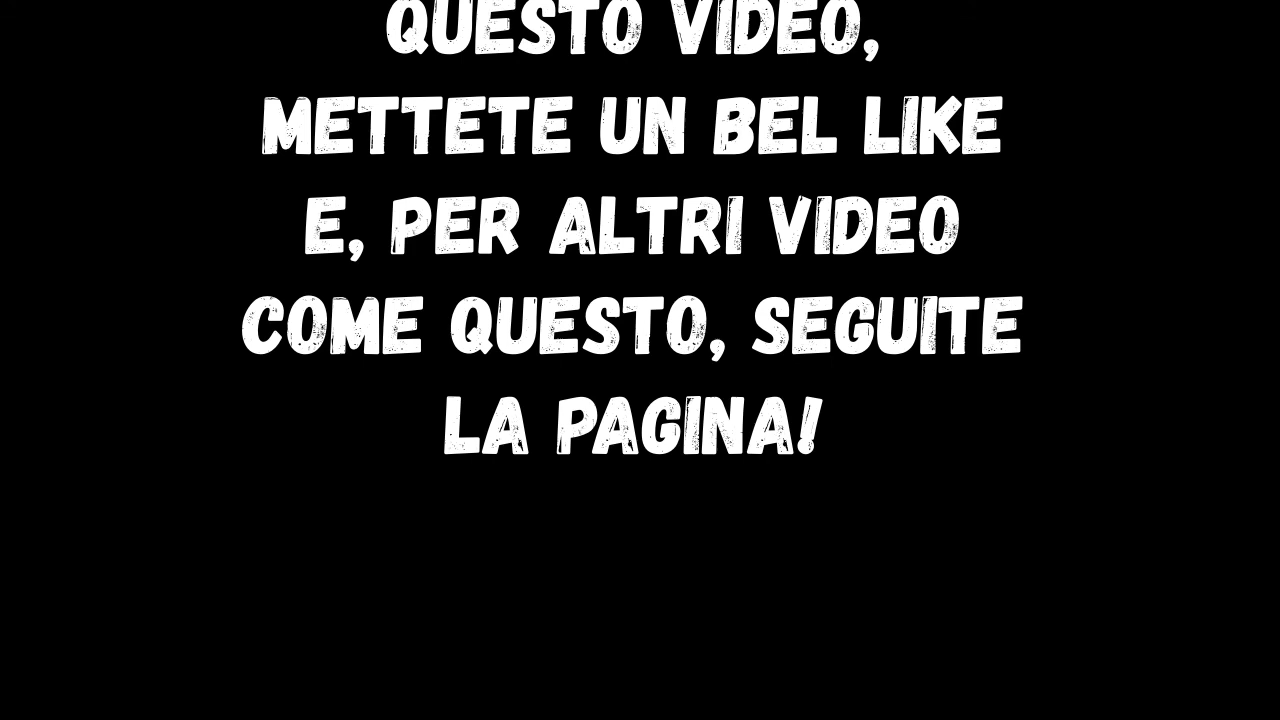 QUESTO VIDEO,
METTETE UN BEL LIKE
E, PER ALTRI VIDEO
COME QUESTO, SEGUITE
LA PAGINA!